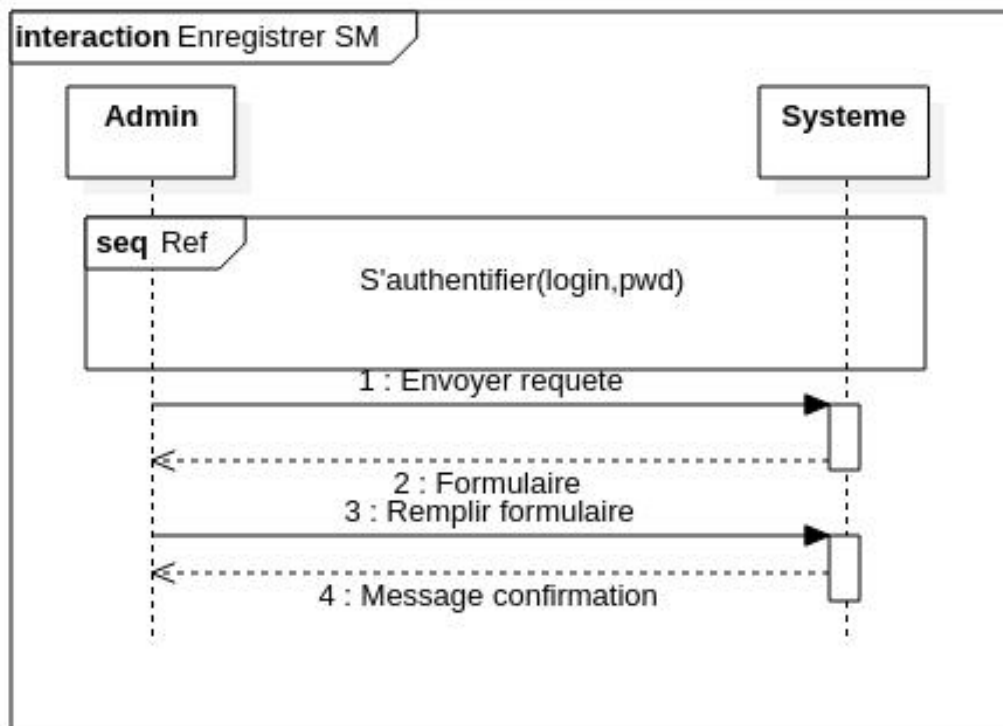 interaction Enregistrer SM
Admin
Systeme
seq Ref
S'authentifier(login,pwd)
1 : Envoyer requete
2 : Formulaire
3 : Remplir formulaire
4 : Message confirmation